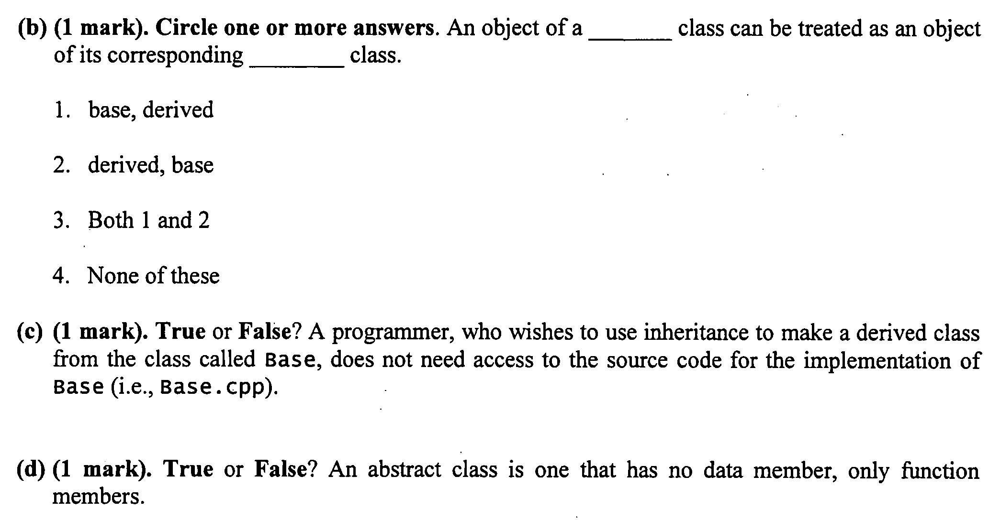 (b) (1 mark). Circle one or more answers. An object of a _______ class can be treated as an object
of its corresponding ________ class.
1. base, derived
2. derived, base
3. Both 1 and 2
4. None of these
(c) (1 mark). True or False? A programmer, who wishes to use inheritance to make a derived class
from the class called Base, does not need access to the source code for the implementation of
Base (i.e., Base.cpp).
(d) (1 mark). True or False? An abstract class is one that has no data member, only function
members.